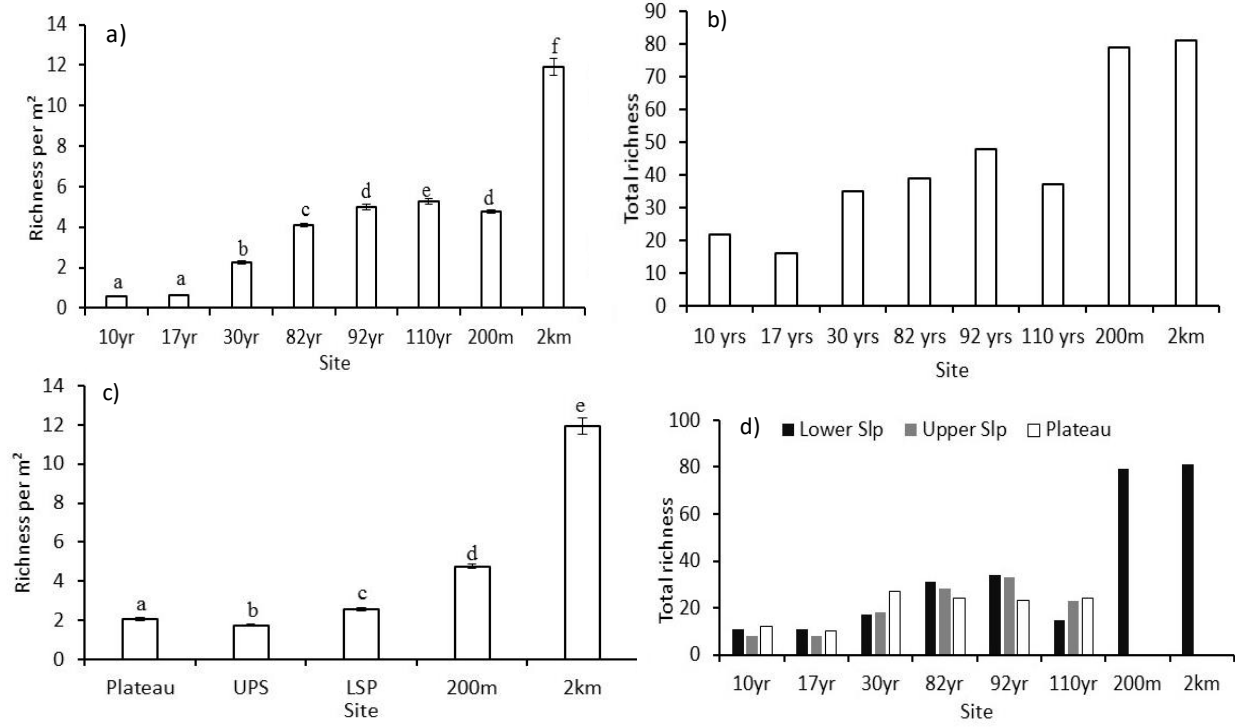 a)
Richness per m²
14
12
10
8
6
4
2
0
a
a
b
c
d
e
d
f
10yr 17yr 30yr 82yr 92yr 110yr 200m 2km
Site
b)
Total richness
90
80
70
60
50
40
30
20
10
0
10 yrs 17 yrs 30 yrs 82 yrs 92 yrs 110 yrs 200m 2km
Site
c)
Richness per m²
14
12
10
8
6
4
2
0
a
b
c
d
e
Plateau UPS LSP 200m 2km
Site
d)
Lower Slp Upper Slp Plateau
Total richness
100
80
60
40
20
0
10yr 17yr 30yr 82yr 92yr 110yr 200m 2km
Site